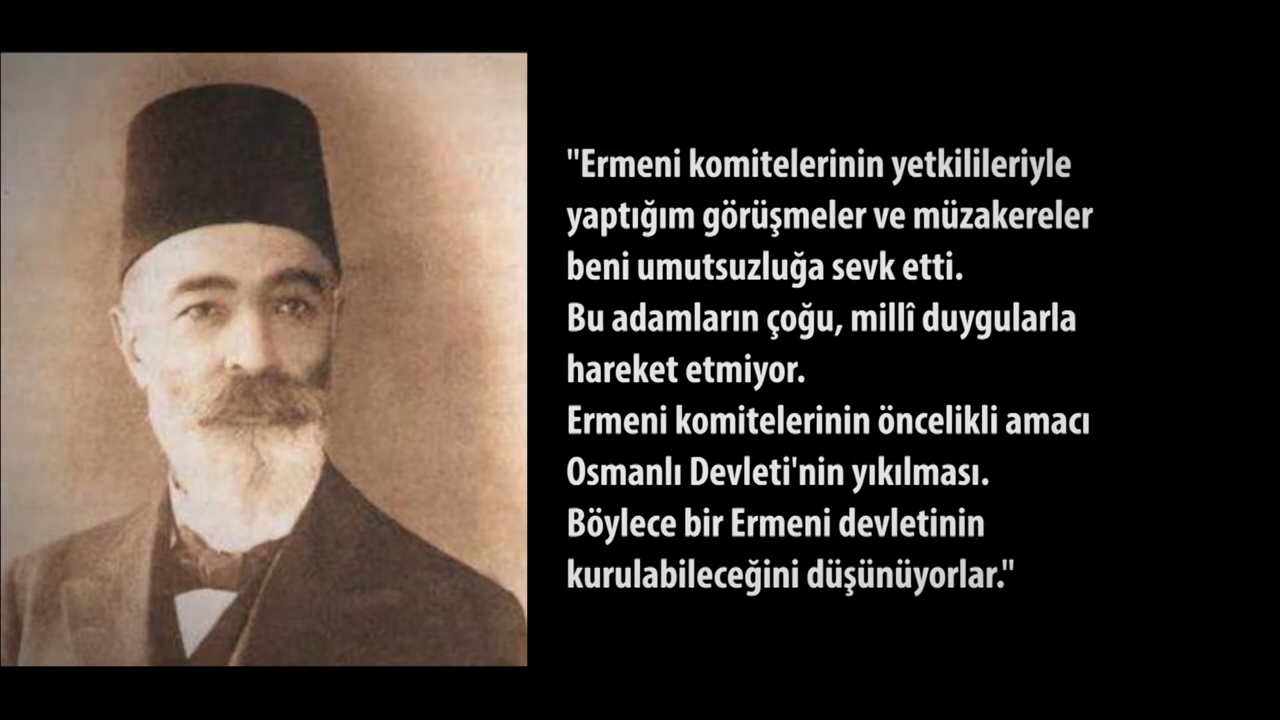 "Ermeni komitelerinin yetkilileriyle
yaptığım görüşmeler ve müzakereler
beni umutsuzluğa sevk etti.
Bu adamların çoğu, millî duygularla
hareket etmiyor.
Ermeni komitelerinin öncelikli amacı
Osmanlı Devleti'nin yıkılması.
Böylece bir Ermeni devletinin
kurulabileceğini düşünüyorlar."